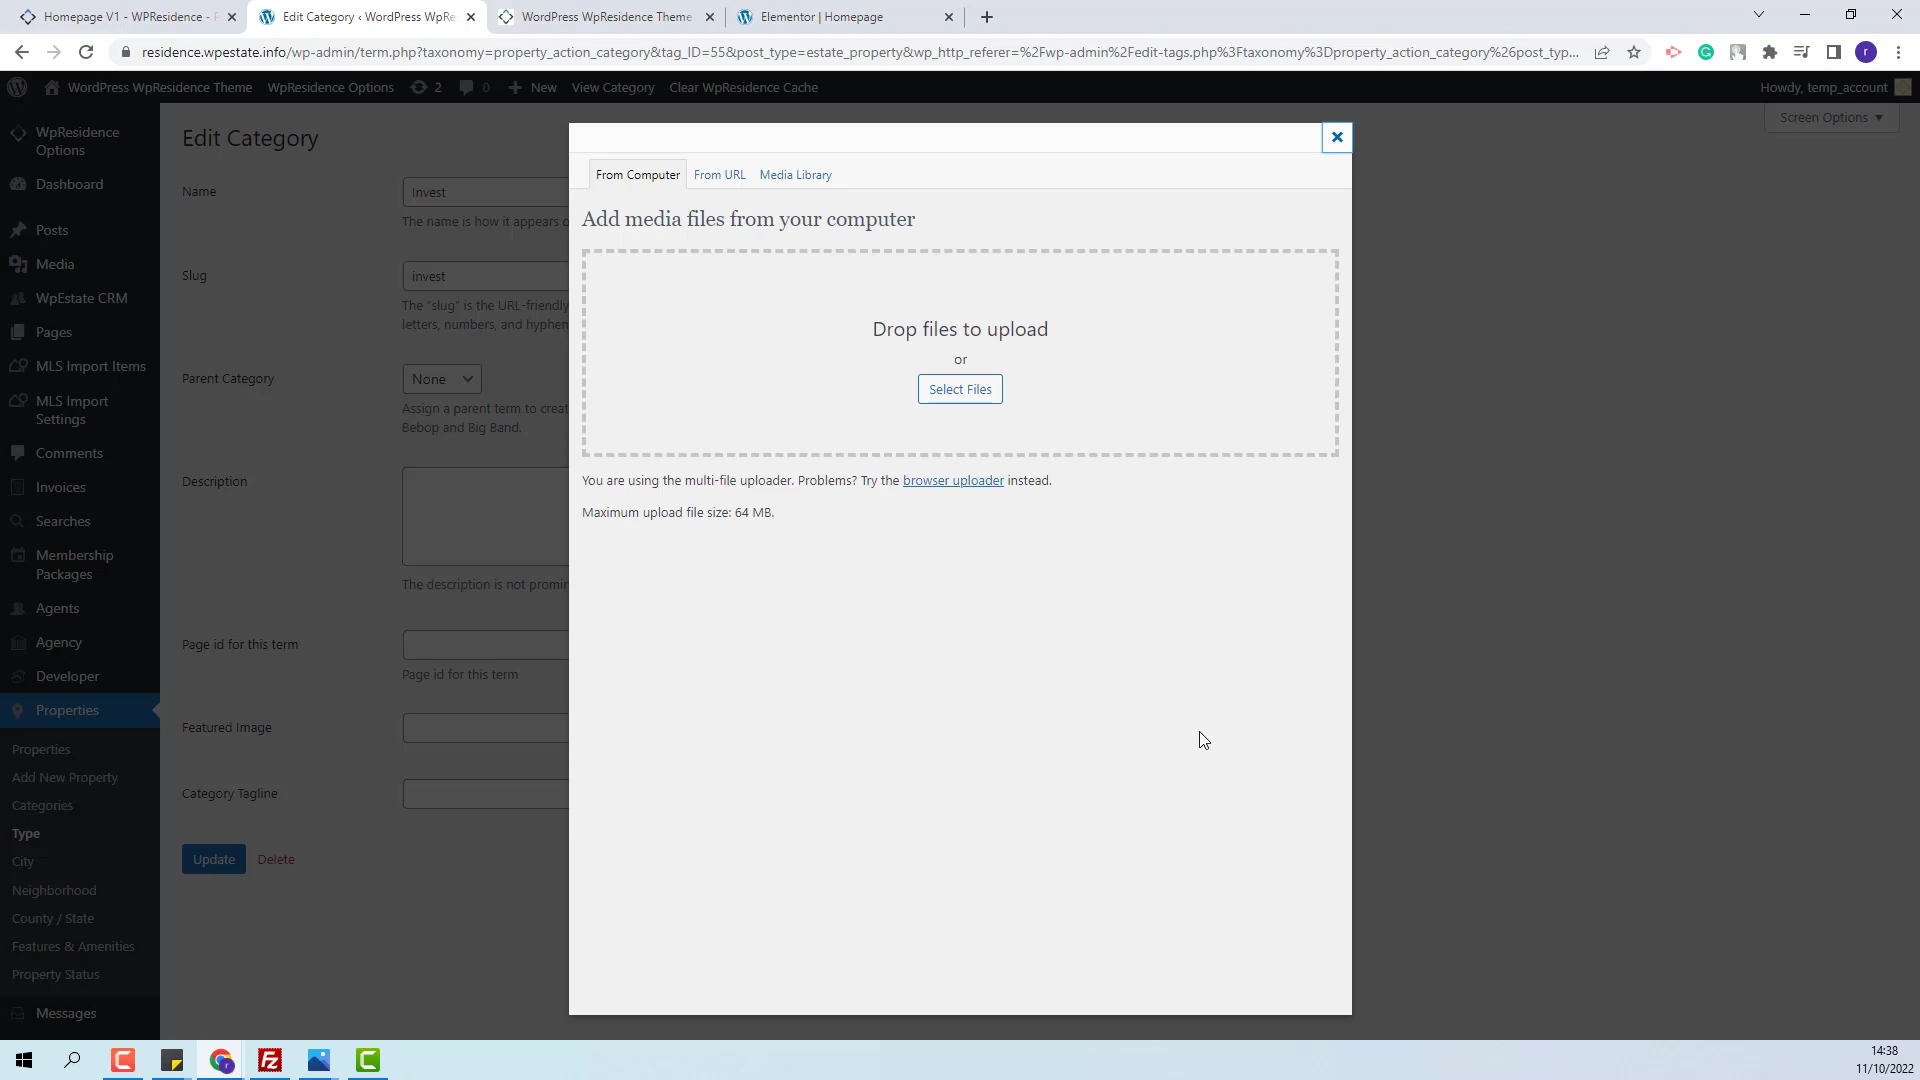 Homepage V1 - WPResidence -
Edit Category ‹ WordPress WpRe
WordPress WpResidence Theme
Elementor | Homepage
residence.wpestate.info/wp-admin/term.php?taxonomy=property_action_category&tag_ID=55&post_type=estate_property&wp_http_referer=%2Fwp-admin%2Fedit-tags.php%3Ftaxonomy%3Dproperty_action_category%26post_typ...
WordPress WpResidence Theme
WpResidence Options
2
0
New
View Category
Clear WpResidence Cache
Howdy, temp_account
Screen Options
WpResidence
Options
Dashboard
Posts
Media
WpEstate CRM
Pages
MLS Import Items
MLS Import
Settings
Comments
Invoices
Searches
Membership
Packages
Agents
Agency
Developer
Properties
Properties
Add New Property
Categories
Type
City
Neighborhood
County / State
Features & Amenities
Property Status
Messages
Edit Category
Name
Invest
The name is how it appears
Slug
invest
The “slug” is the URL-friendly
letters, numbers, and hyphen
Parent Category
None
Assign a parent term to creat
Bebop and Big Band.
Description
The description is not promin
Page id for this term
Page id for this term
Featured Image
Category Tagline
Update
Delete
From Computer
From URL
Media Library
Add media files from your computer
Drop files to upload
or
Select Files
You are using the multi-file uploader. Problems? Try the browser uploader instead.
Maximum upload file size: 64 MB.
14:38
11/10/2022